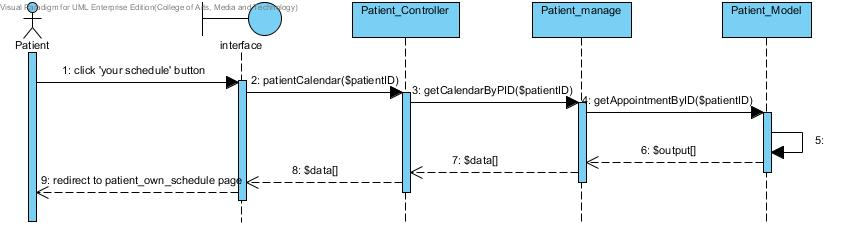 Visual Paradigm for UML Enterprise Edition(College of Arts, Media and Technology)
Patient_Controller
Patient_manage
Patient_Model
Patient
interface
1: click 'your schedule' button
2: patientCalendar($patientID)
3: getCalendarByPID($patientID)
4: getAppointmentByID($patientID)
5:
6: $output[]
7: $data[]
8: $data[]
9: redirect to patient_own_schedule page